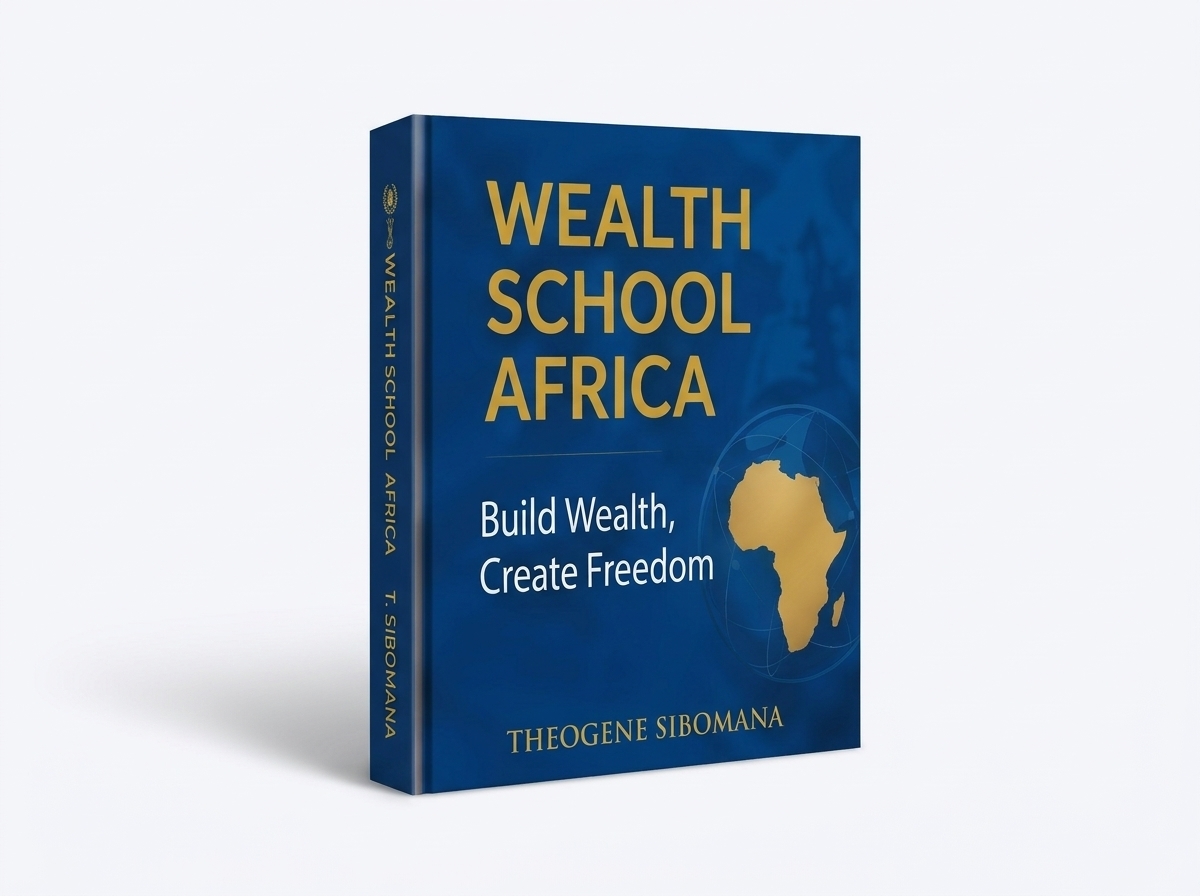 WEALTH
SCHOOL
AFRICA
Build Wealth,
Create Freedom
THEOGENE SIBOMANA
WEALTH SCHOOL AFRICA T. SIBOMANA